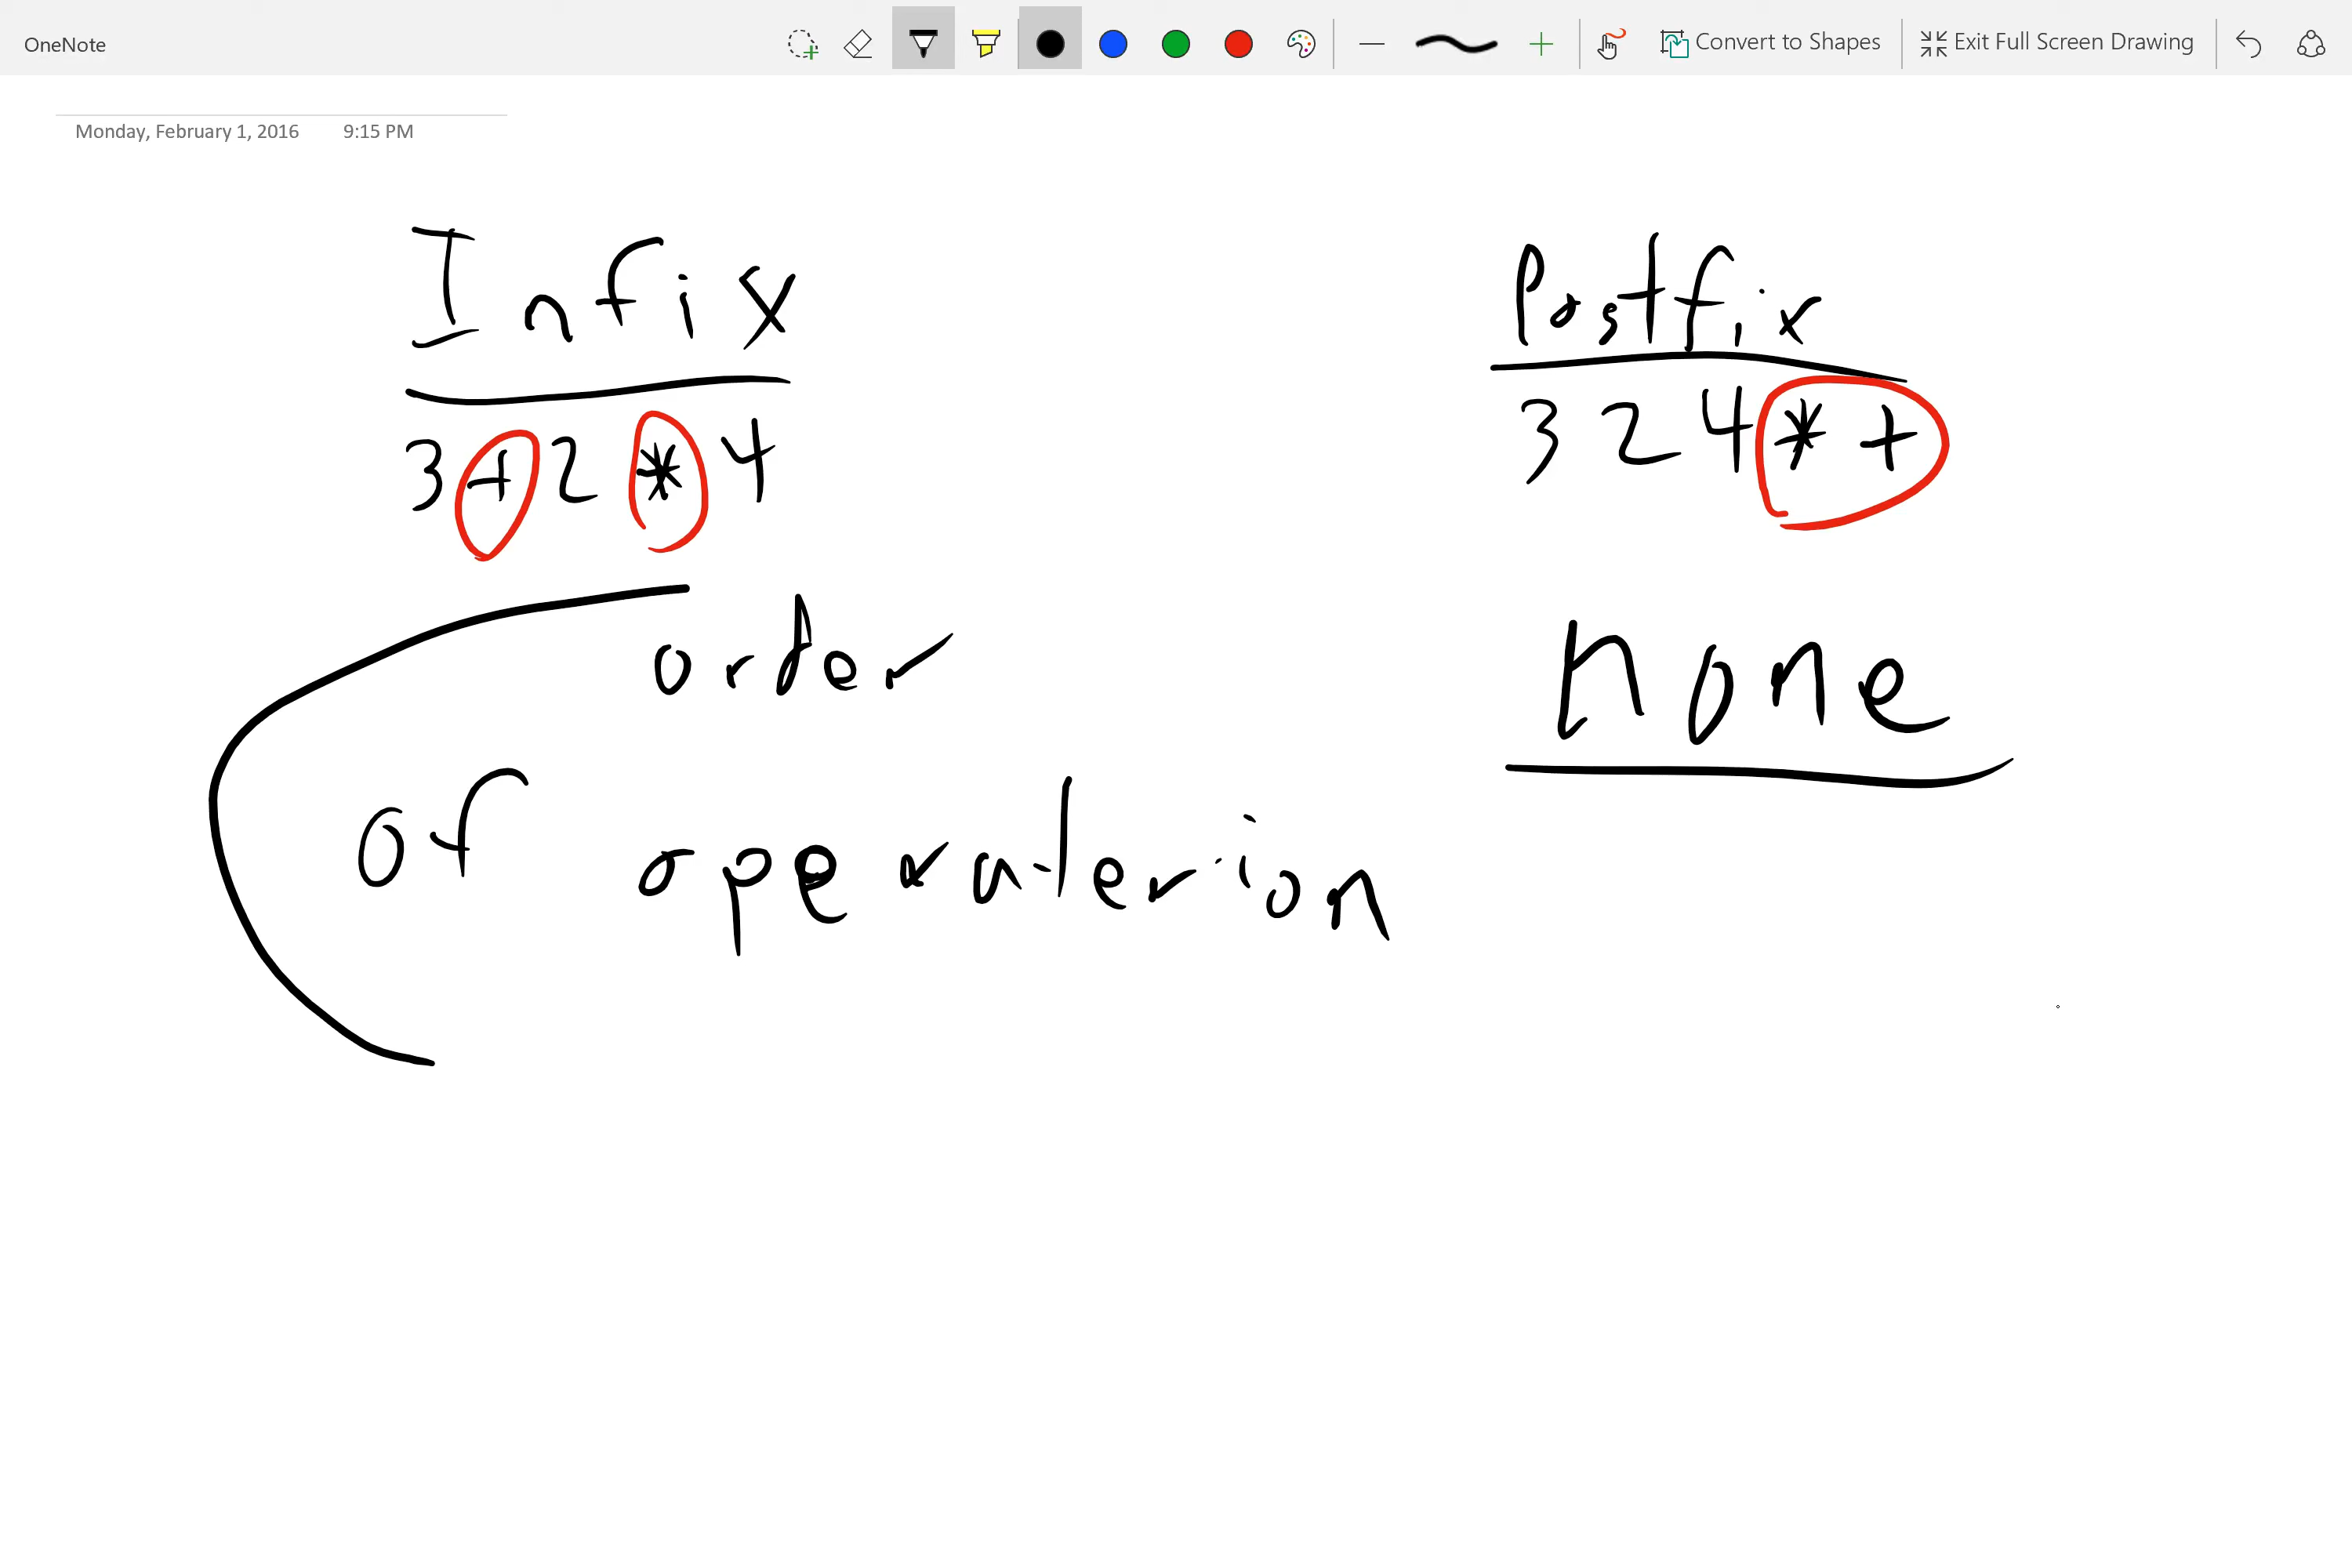 OneNote
Convert to Shapes
Exit Full Screen Drawing
Monday, February 1, 2016 9:15 PM
Infix
3 + 2 * 4
order
of operaterion
Postfix
3 2 4 * +
none